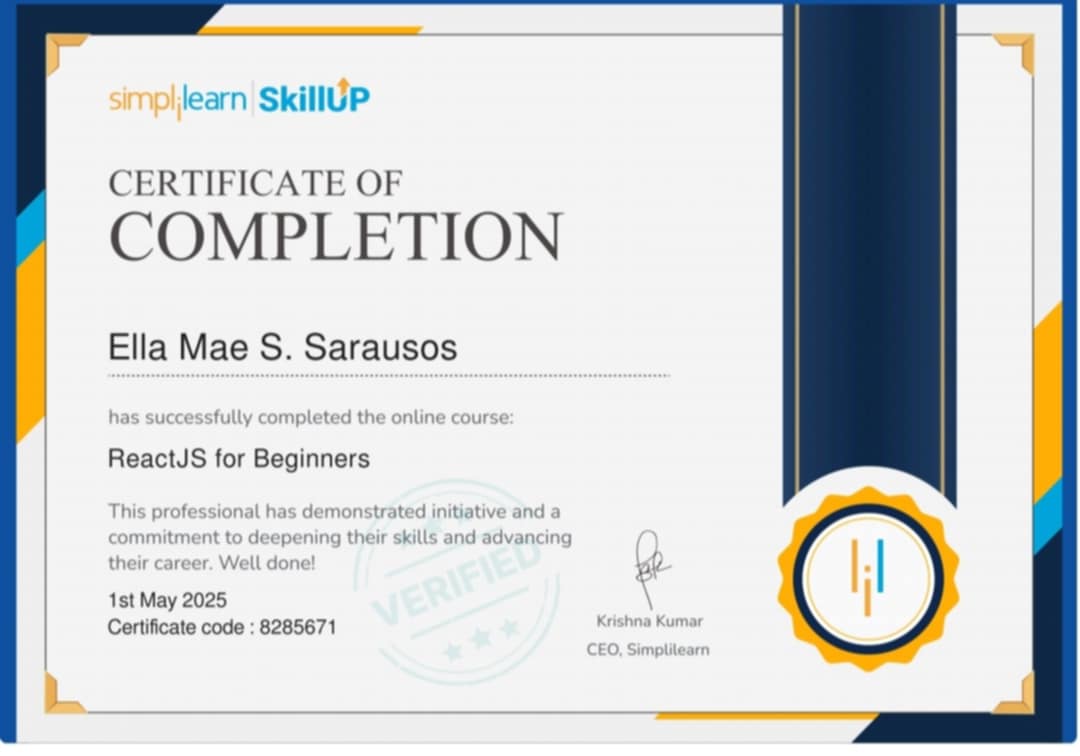 simplilearn | SkillUP
CERTIFICATE OF
COMPLETION
Ella Mae S. Sarausos
has successfully completed the online course:
ReactJS for Beginners
This professional has demonstrated initiative and a
commitment to deepening their skills and advancing
their career. Well done!
VERIFIED
1st May 2025
Certificate code : 8285671
Krishna Kumar
CEO, Simplilearn